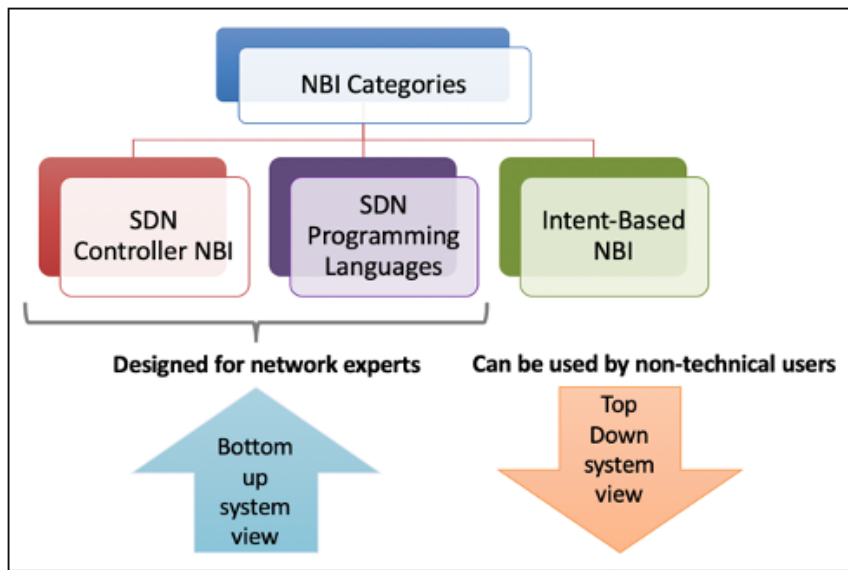 NBI Categories
SDN
Controller NBI
SDN
Programming
Languages
Intent-Based
NBI
Designed for network experts
Can be used by non-technical users
Bottom
up
system
view
Top
Down
system
view